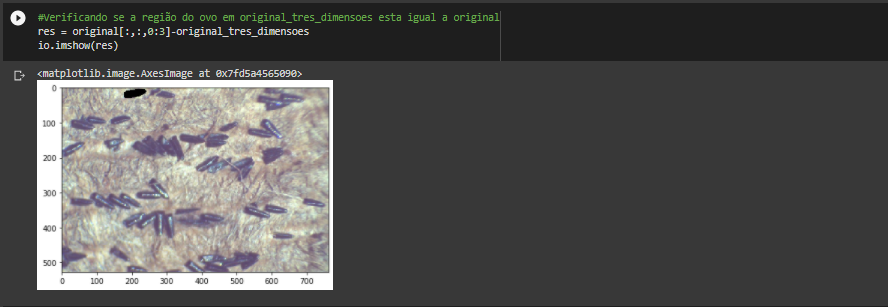 #Verificando se a região do ovo em original_tres_dimensoes esta igual a original
res = original[:,:,0:3]-original_tres_dimensoes
io.imshow(res)
<matplotlib.image.AxesImage at 0x7fd5a4565090>
0
100
200
300
400
500
0 100 200 300 400 500 600 700